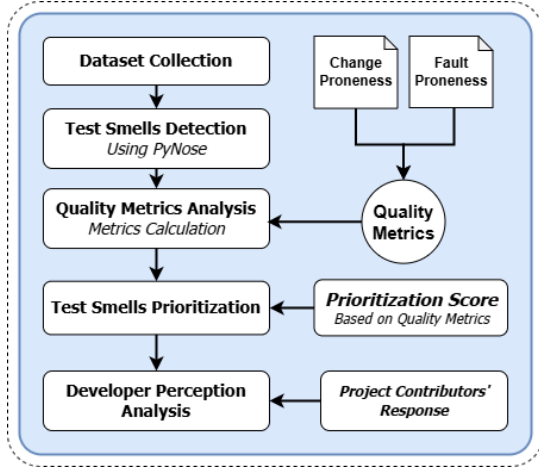 Dataset Collection
Change
Proneness
Fault
Proneness
Test Smells Detection
Using PyNose
Quality Metrics Analysis
Metrics Calculation
Quality
Metrics
Test Smells Prioritization
Prioritization Score
Based on Quality Metrics
Developer Perception
Analysis
Project Contributors'
Response